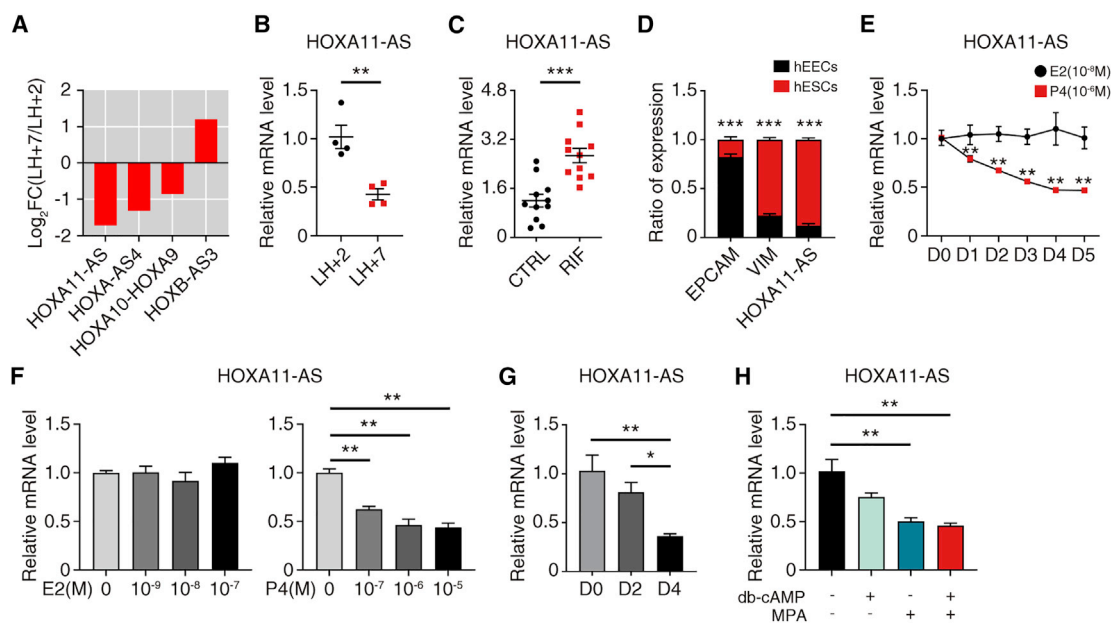 A
Log2FC(LH+7/LH+2)
2
1
0
-1
-2
HOXA11-AS
HOXA-AS4
HOXA10-HOXA9
HOXB-AS3
B
HOXA11-AS
Relative mRNA level
**
1.5
1.0
0.5
0
LH+2
LH+7
C
HOXA11-AS
Relative mRNA level
***
4.8
3.2
1.6
0
CTRL
RIF
D
hEECs
hESCs
Ratio of expression
*** *** ***
1.5
1.0
0.5
0
EPCAM
VIM
HOXA11-AS
E
HOXA11-AS
E2(10⁻⁸M)
P4(10⁻⁶M)
Relative mRNA level
1.5
1.0
0.5
0
** ** ** ** **
D0 D1 D2 D3 D4 D5
F
HOXA11-AS
Relative mRNA level
1.5
1.0
0.5
0
E2(M) 0 10⁻⁹ 10⁻⁸ 10⁻⁷
Relative mRNA level
1.5
1.0
0.5
0
**
**
**
P4(M) 0 10⁻⁷ 10⁻⁶ 10⁻⁵
G
HOXA11-AS
Relative mRNA level
1.5
1.0
0.5
0
**
*
D0 D2 D4
H
HOXA11-AS
Relative mRNA level
1.5
1.0
0.5
0
**
**
db-cAMP - + - +
MPA - - + +